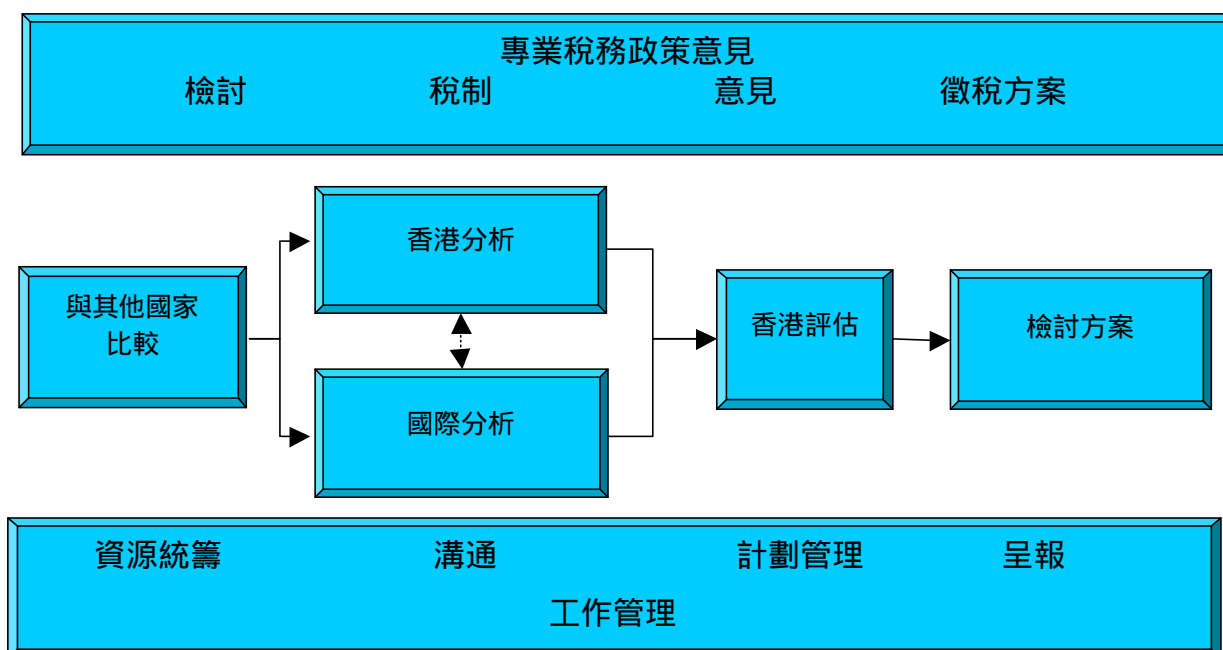 專業稅務政策意見
檢討 稅制 意見 徵稅方案
與其他國家
比較
香港分析
國際分析
香港評估
檢討方案
資源統籌 溝通 計劃管理 呈報
工作管理